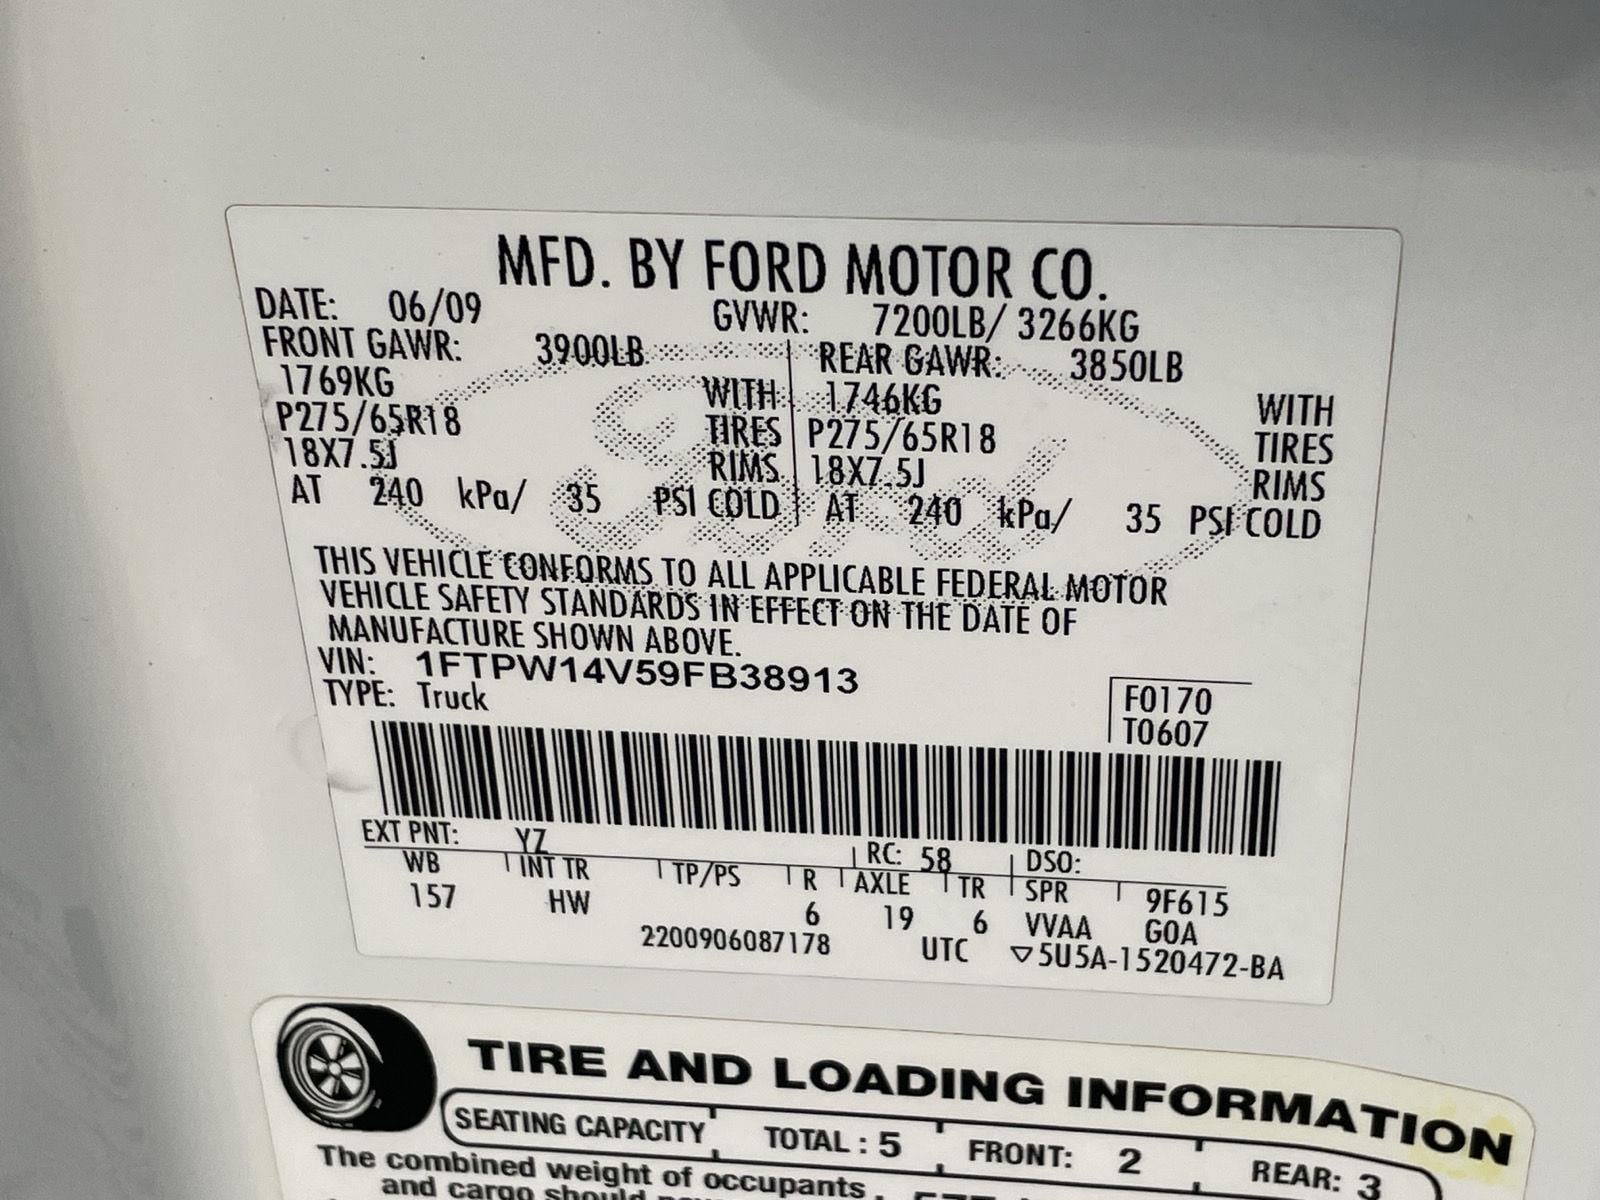 MFD. BY FORD MOTOR CO.
DATE: 06/09 GVWR: 7200LB/ 3266KG
FRONT GAWR: 3900LB REAR GAWR: 3850LB
1769KG WITH 1746KG WITH
P275/65R18 TIRES P275/65R18 TIRES
18X7.5J RIMS 18X7.5J RIMS
AT 240 kPa/ 35 PSI COLD AT 240 kPa/ 35 PSI COLD
Ford
THIS VEHICLE CONFORMS TO ALL APPLICABLE FEDERAL MOTOR
VEHICLE SAFETY STANDARDS IN EFFECT ON THE DATE OF
MANUFACTURE SHOWN ABOVE.
VIN: 1FTPW14V59FB38913
TYPE: Truck
F0170
T0607
EXT PNT: YZ RC: 58 DSO:
WB INT TR TP/PS R AXLE TR SPR 9F615
157 HW 6 19 6 VVAA GOA
2200906087178 UTC ▽5U5A-1520472-BA
TIRE AND LOADING INFORMATION
SEATING CAPACITY TOTAL : 5 FRONT: 2 REAR: 3
The combined weight of occupants
and cargo should